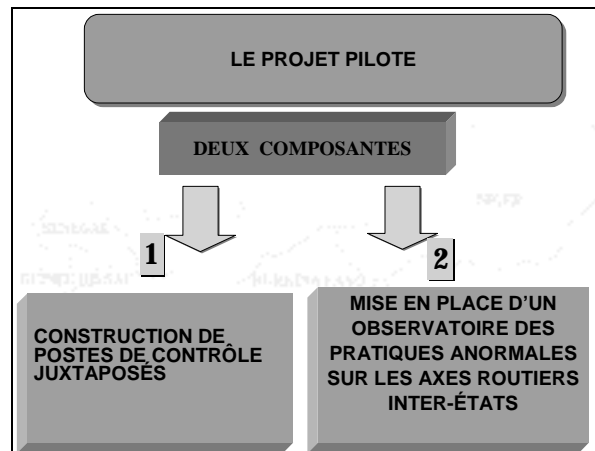 LE PROJET PILOTE
DEUX COMPOSANTES
1
2
CONSTRUCTION DE
POSTES DE CONTRÔLE
JUXTAPOSÉS
MISE EN PLACE D'UN
OBSERVATOIRE DES
PRATIQUES ANORMALES
SUR LES AXES ROUTIERS
INTER-ÉTATS